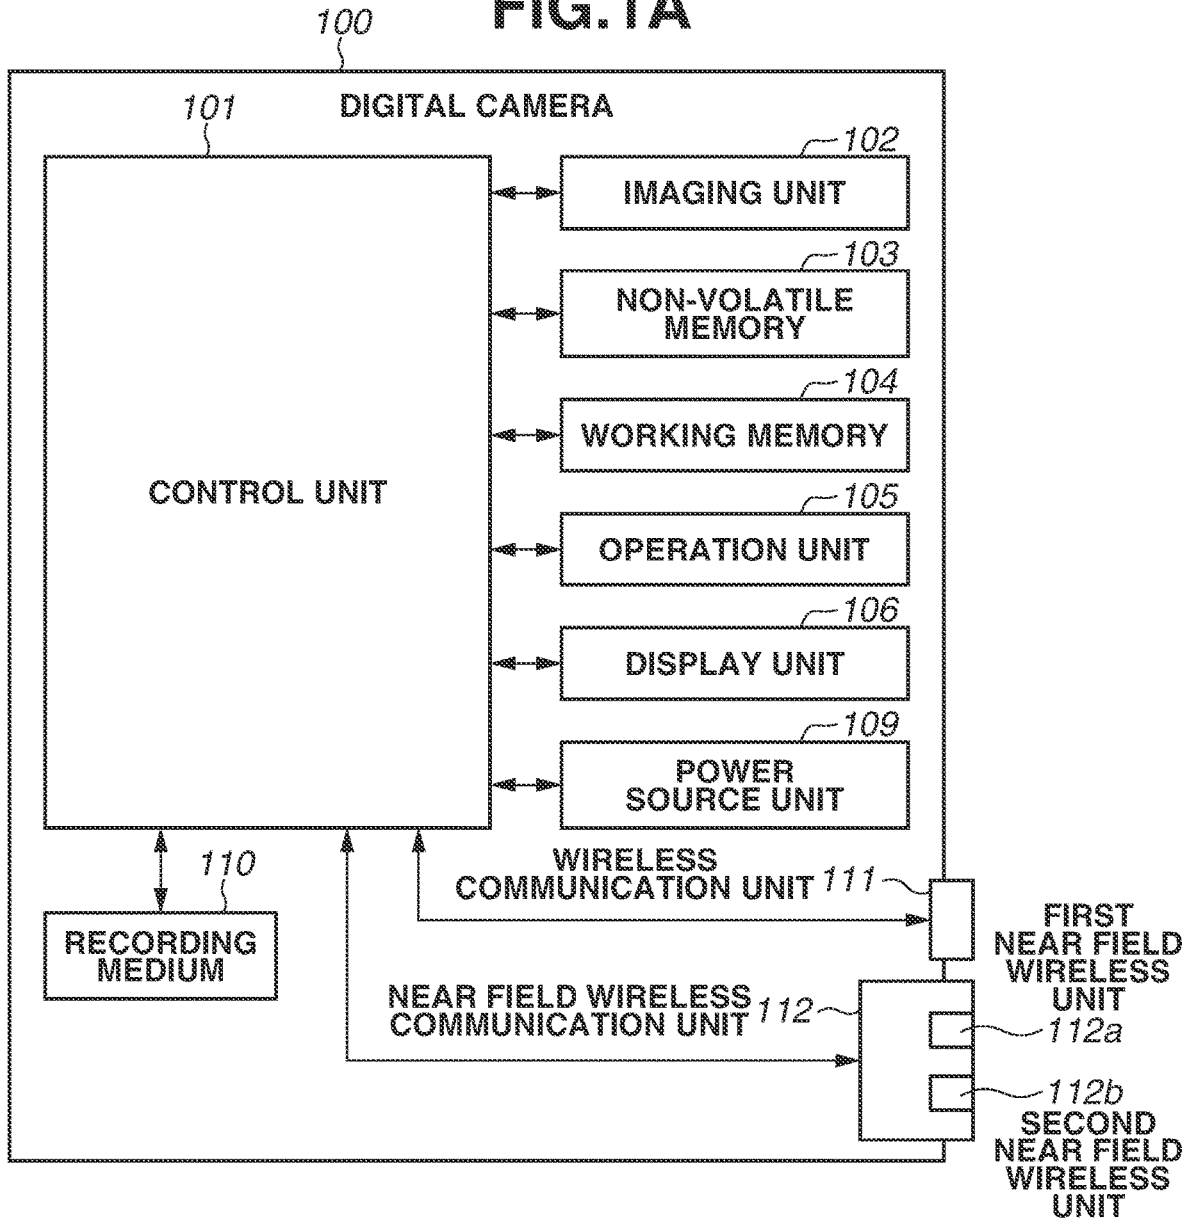 FIG.1A
100
DIGITAL CAMERA
101
102
IMAGING UNIT
103
NON-VOLATILE
MEMORY
104
WORKING MEMORY
CONTROL UNIT
105
OPERATION UNIT
106
DISPLAY UNIT
109
POWER
SOURCE UNIT
110
RECORDING
MEDIUM
WIRELESS
COMMUNICATION UNIT
111
NEAR FIELD WIRELESS
COMMUNICATION UNIT
112
FIRST
NEAR FIELD
WIRELESS
UNIT
112a
112b
SECOND
NEAR FIELD
WIRELESS
UNIT